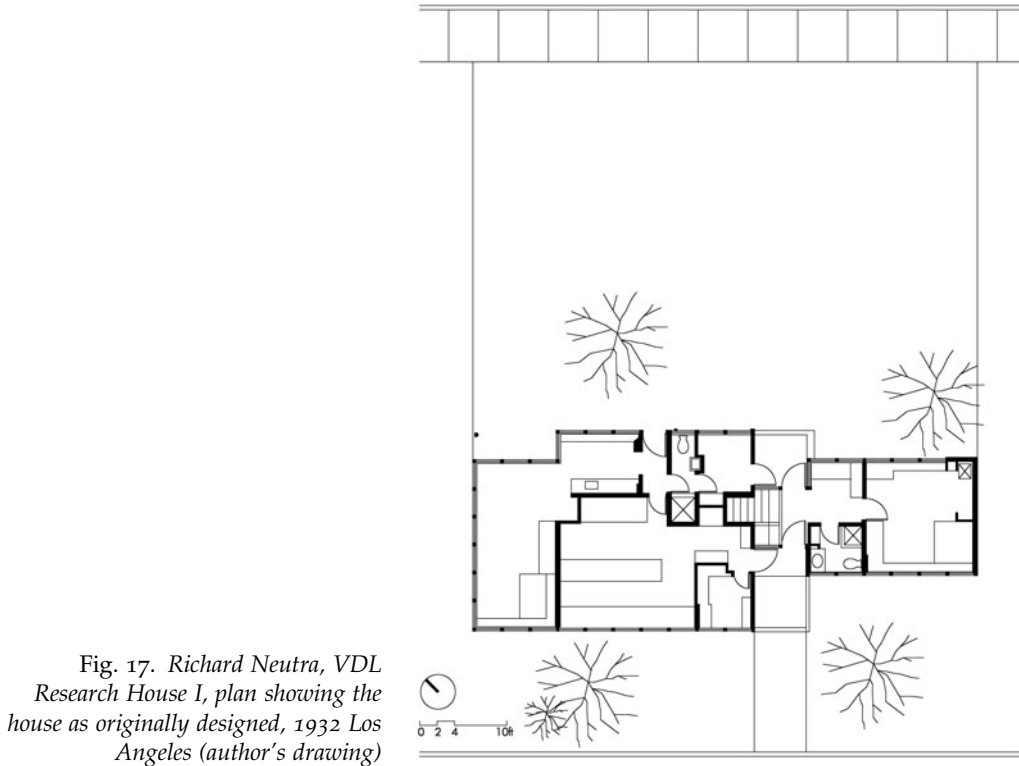 Fig. 17. Richard Neutra, VDL
Research House I, plan showing the
house as originally designed, 1932 Los
Angeles (author's drawing)
0 2 4 10ft